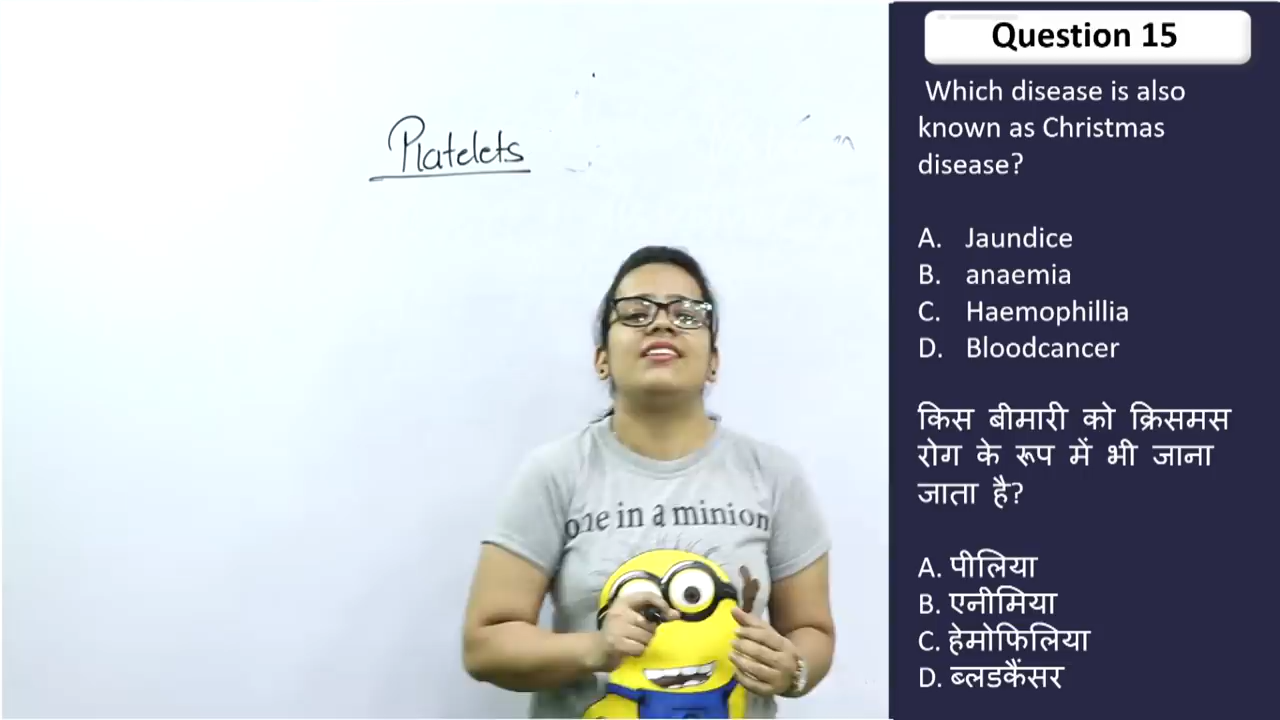 Platelets
one in a minion
Question 15
Which disease is also
known as Christmas
disease?
A. Jaundice
B. anaemia
C. Haemophillia
D. Bloodcancer
किस बीमारी को क्रिसमस
रोग के रूप में भी जाना
जाता है?
A. पीलिया
B. एनीमिया
C. हेमोफिलिया
D. ब्लडकैंसर